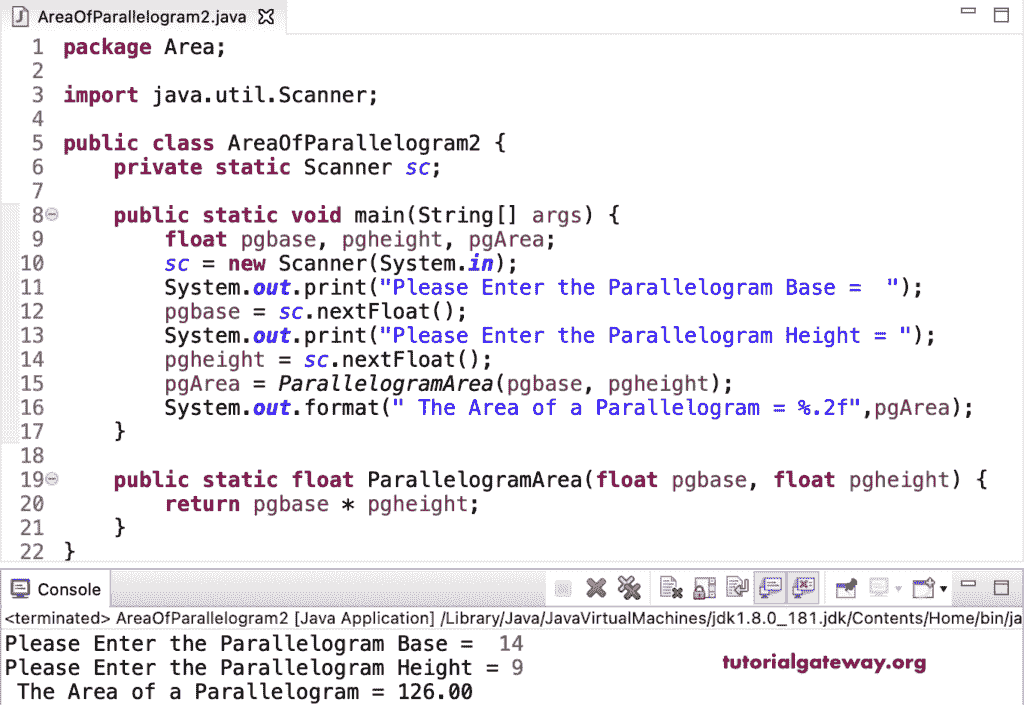 AreaOfParallelogram2.java
1 package Area;
2
3 import java.util.Scanner;
4
5 public class AreaOfParallelogram2 {
6     private static Scanner sc;
7
8     public static void main(String[] args) {
9         float pgbase, pgheight, pgArea;
10         sc = new Scanner(System.in);
11         System.out.print("Please Enter the Parallelogram Base =  ");
12         pgbase = sc.nextFloat();
13         System.out.print("Please Enter the Parallelogram Height = ");
14         pgheight = sc.nextFloat();
15         pgArea = ParallelogramArea(pgbase, pgheight);
16         System.out.format(" The Area of a Parallelogram = %.2f",pgArea);
17     }
18
19     public static float ParallelogramArea(float pgbase, float pgheight) {
20         return pgbase * pgheight;
21     }
22 }
Console
<terminated> AreaOfParallelogram2 [Java Application] /Library/Java/JavaVirtualMachines/jdk1.8.0_181.jdk/Contents/Home/bin/ja
Please Enter the Parallelogram Base =  14
Please Enter the Parallelogram Height = 9
 The Area of a Parallelogram = 126.00
tutorialgateway.org